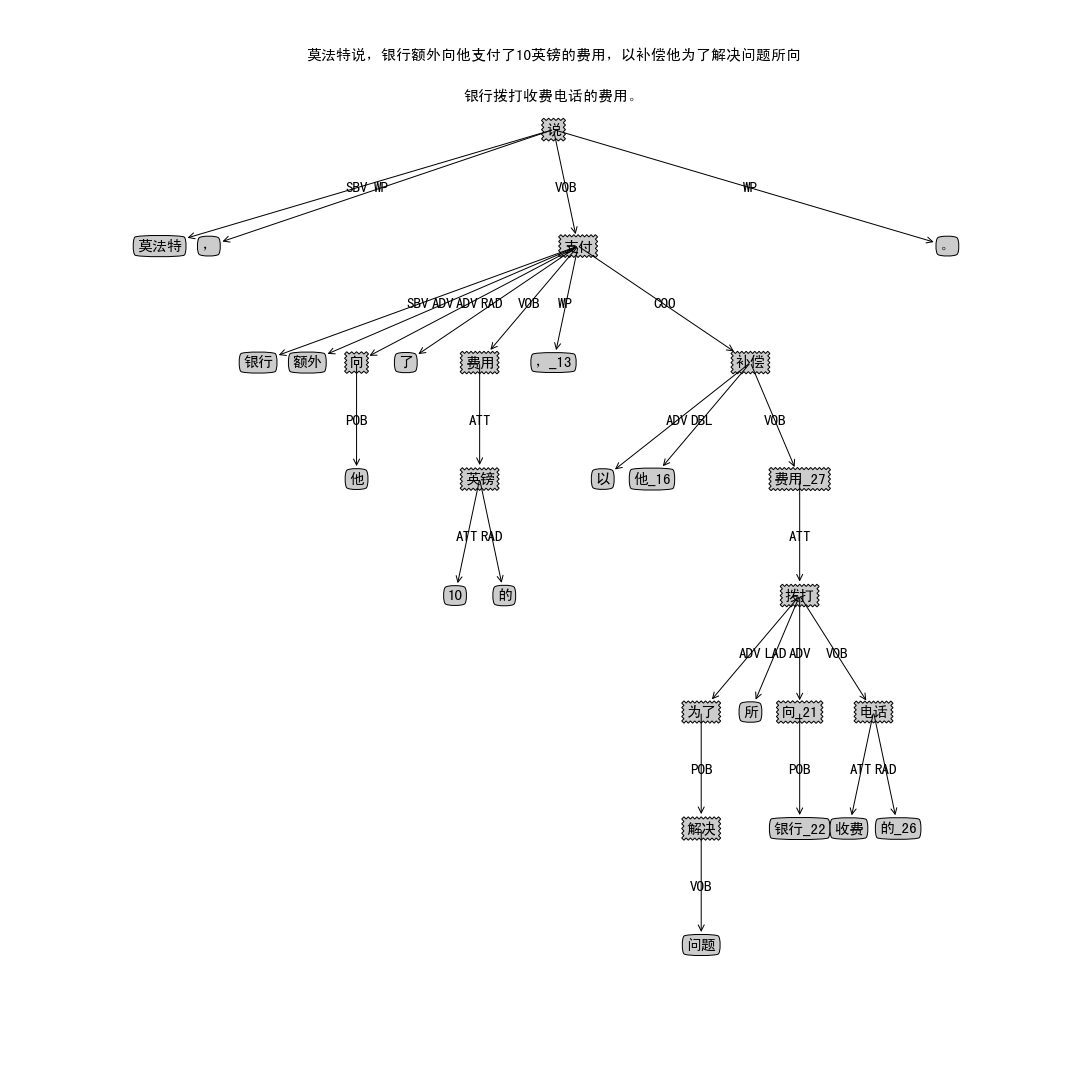 莫法特说，银行额外向他支付了10英镑的费用，以补偿他为了解决问题所向
银行拨打收费电话的费用。
说
SBV WP VOB WP
莫法特 ， 支付 。
SBV ADV ADV RAD VOB WP COO
银行 额外 向 了 费用 ，_13 补偿
POB ATT ADV DBL VOB
他 英镑 以 他_16 费用_27
ATT RAD ATT
10 的 拨打
ADV LAD ADV VOB
为了 所 向_21 电话
POB POB ATT RAD
解决 银行_22 收费 的_26
VOB
问题